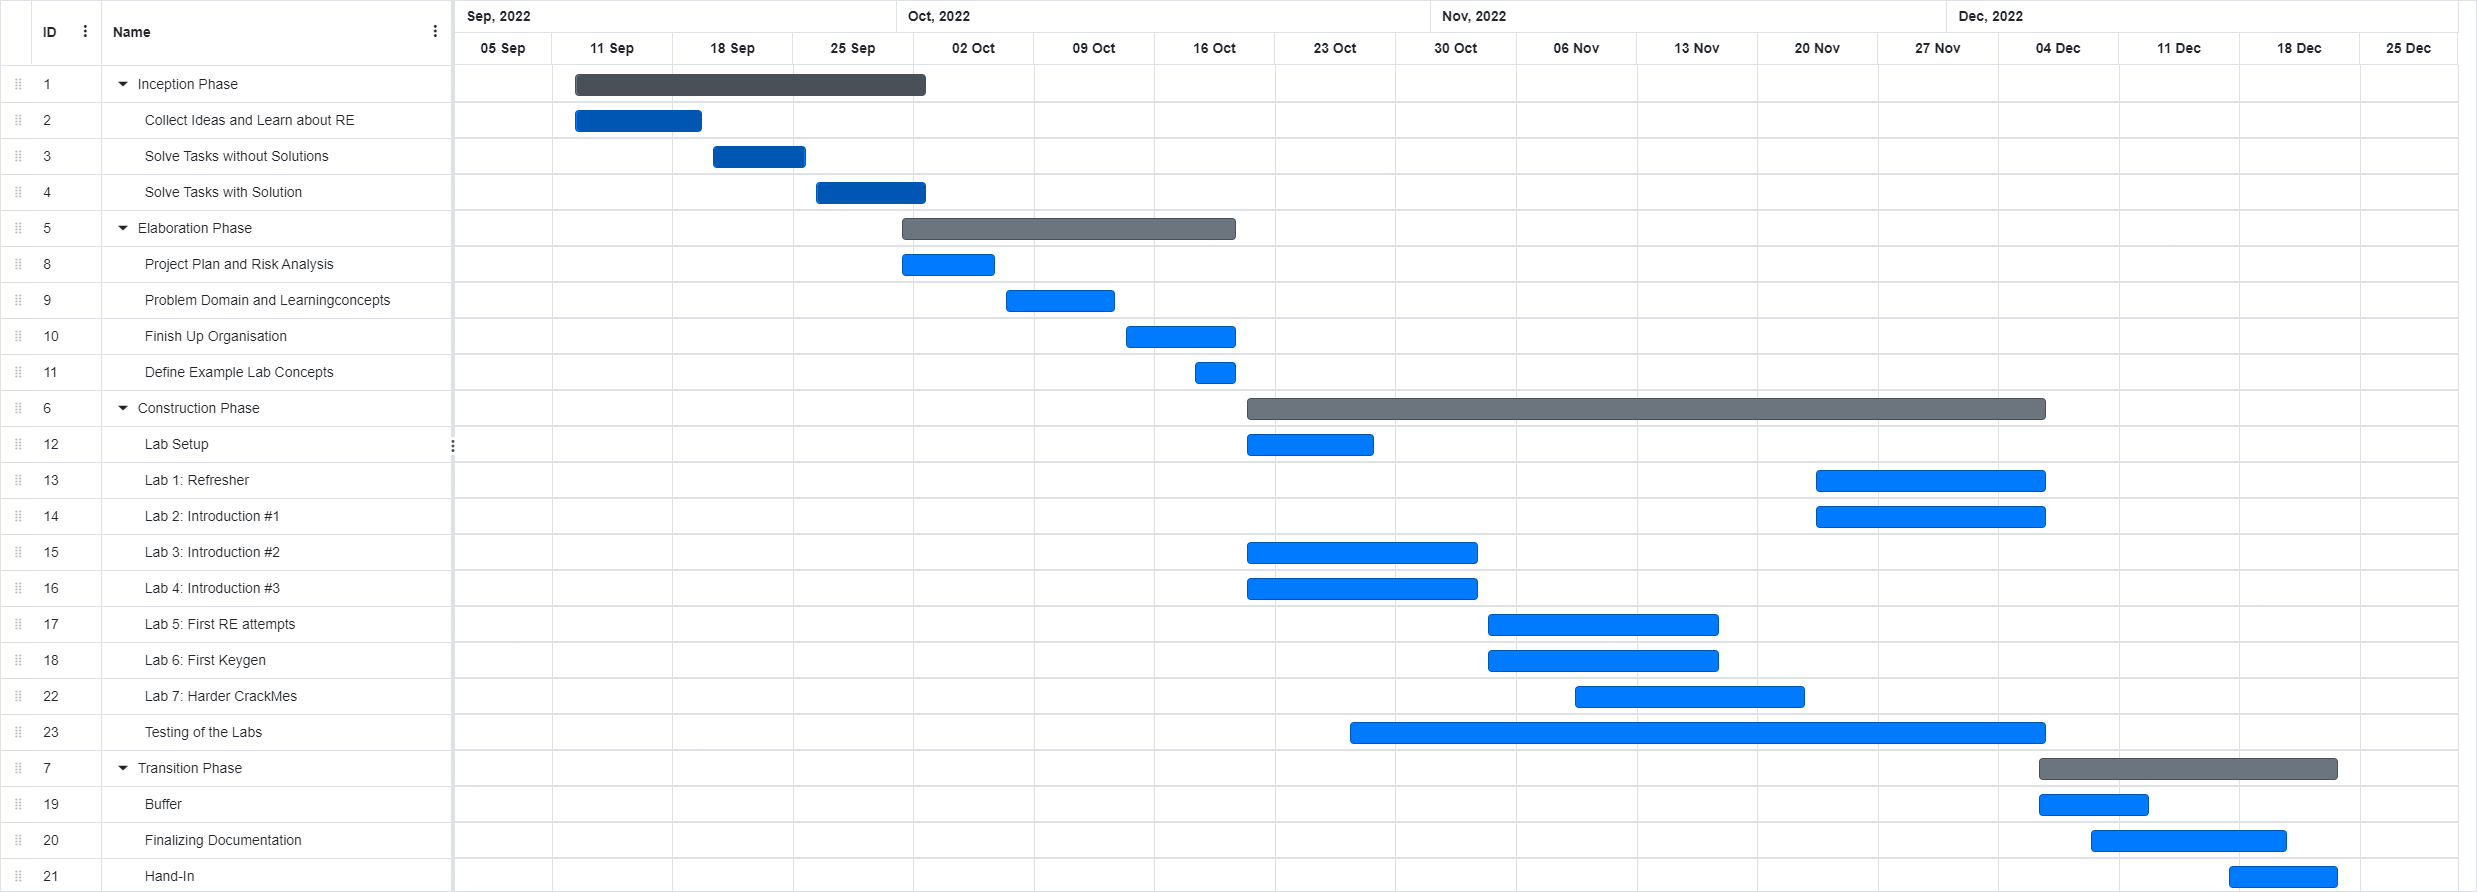 ID Name Sep, 2022 Oct, 2022 Nov, 2022 Dec, 2022
05 Sep 11 Sep 18 Sep 25 Sep 02 Oct 09 Oct 16 Oct 23 Oct 30 Oct 06 Nov 13 Nov 20 Nov 27 Nov 04 Dec 11 Dec 18 Dec 25 Dec
1 Inception Phase
2 Collect Ideas and Learn about RE
3 Solve Tasks without Solutions
4 Solve Tasks with Solution
5 Elaboration Phase
8 Project Plan and Risk Analysis
9 Problem Domain and Learningconcepts
10 Finish Up Organisation
11 Define Example Lab Concepts
6 Construction Phase
12 Lab Setup
13 Lab 1: Refresher
14 Lab 2: Introduction #1
15 Lab 3: Introduction #2
16 Lab 4: Introduction #3
17 Lab 5: First RE attempts
18 Lab 6: First Keygen
22 Lab 7: Harder CrackMes
23 Testing of the Labs
7 Transition Phase
19 Buffer
20 Finalizing Documentation
21 Hand-In